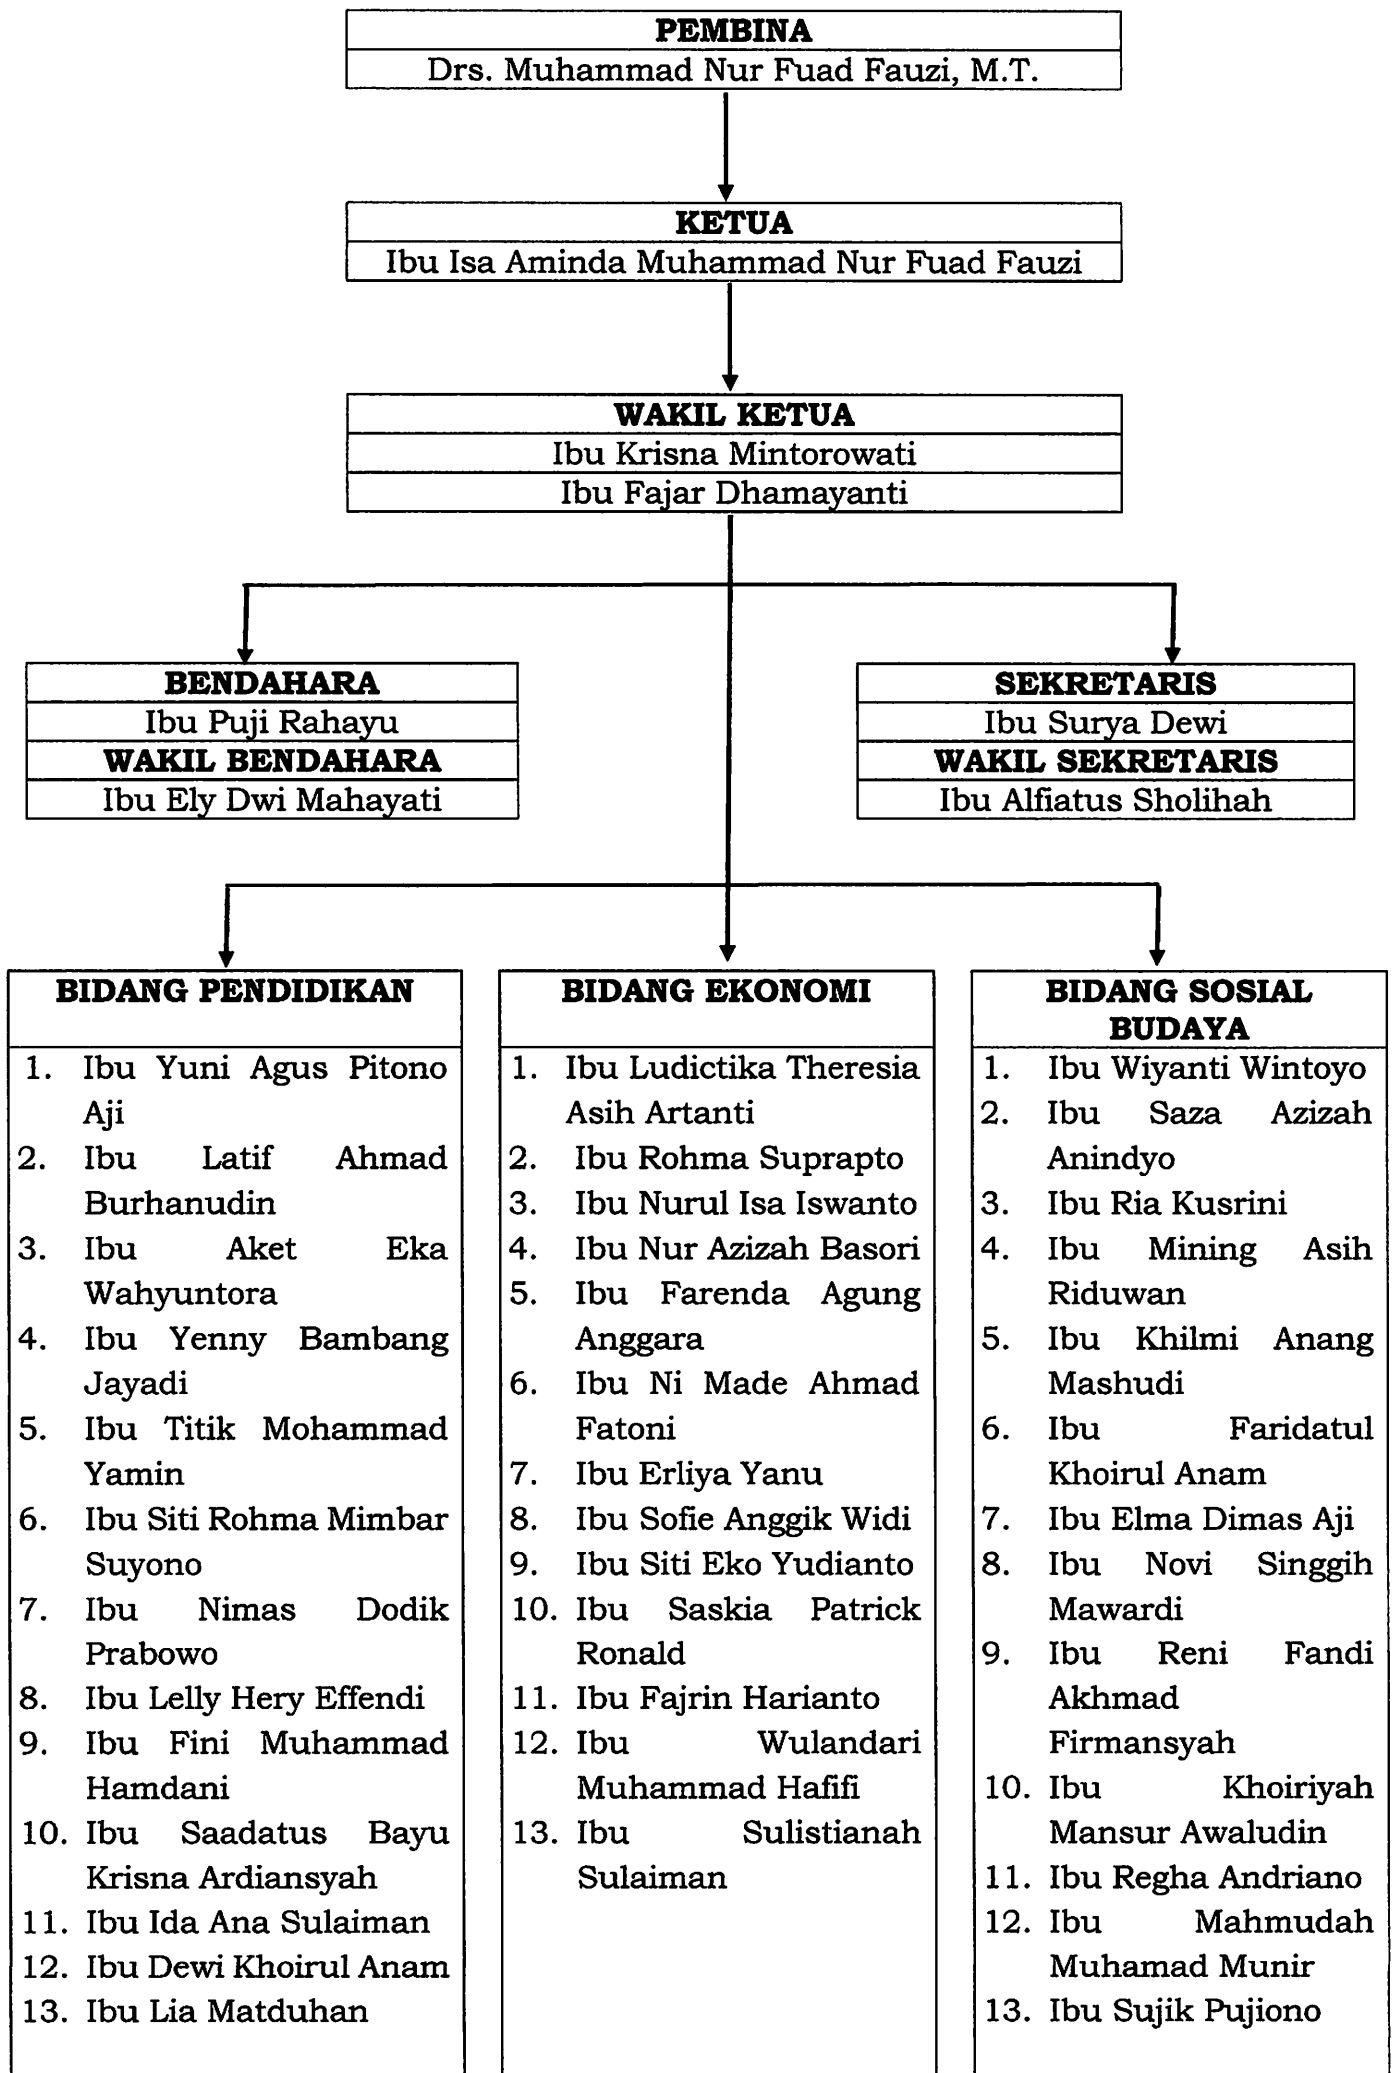 PEMBINA
Drs. Muhammad Nur Fuad Fauzi, M.T.
KETUA
Ibu Isa Aminda Muhammad Nur Fuad Fauzi
WAKIL KETUA
Ibu Krisna Mintorowati
Ibu Fajar Dhamayanti
BENDAHARA
Ibu Puji Rahayu
WAKIL BENDAHARA
Ibu Ely Dwi Mahayati
SEKRETARIS
Ibu Surya Dewi
WAKIL SEKRETARIS
Ibu Alfiatus Sholihah
BIDANG PENDIDIKAN
1. Ibu Yuni Agus Pitono
Aji
2. Ibu Latif Ahmad
Burhanudin
3. Ibu Aket Eka
Wahyuntora
4. Ibu Yenny Bambang
Jayadi
5. Ibu Titik Mohammad
Yamin
6. Ibu Siti Rohma Mimbar
Suyono
7. Ibu Nimas Dodik
Prabowo
8. Ibu Lelly Hery Effendi
9. Ibu Fini Muhammad
Hamdani
10. Ibu Saadatus Bayu
Krisna Ardiansyah
11. Ibu Ida Ana Sulaiman
12. Ibu Dewi Khoirul Anam
13. Ibu Lia Matduhan
BIDANG EKONOMI
1. Ibu Ludictika Theresia
Asih Artanti
2. Ibu Rohma Suprapto
3. Ibu Nurul Isa Iswanto
4. Ibu Nur Azizah Basori
5. Ibu Farenda Agung
Anggara
6. Ibu Ni Made Ahmad
Fatoni
7. Ibu Erliya Yanu
8. Ibu Sofie Anggik Widi
9. Ibu Siti Eko Yudianto
10. Ibu Saskia Patrick
Ronald
11. Ibu Fajrin Harianto
12. Ibu Wulandari
Muhammad Hafifi
13. Ibu Sulistianah
Sulaiman
BIDANG SOSIAL
BUDAYA
1. Ibu Wiyanti Wintoyo
2. Ibu Saza Azizah
Anindyo
3. Ibu Ria Kusrini
4. Ibu Mining Asih
Riduwan
5. Ibu Khilmi Anang
Mashudi
6. Ibu Faridatul
Khoirul Anam
7. Ibu Elma Dimas Aji
8. Ibu Novi Singgih
Mawardi
9. Ibu Reni Fandi
Akhmad
Firmansyah
10. Ibu Khoiriyah
Mansur Awaludin
11. Ibu Regha Andriano
12. Ibu Mahmudah
Muhamad Munir
13. Ibu Sujik Pujiono